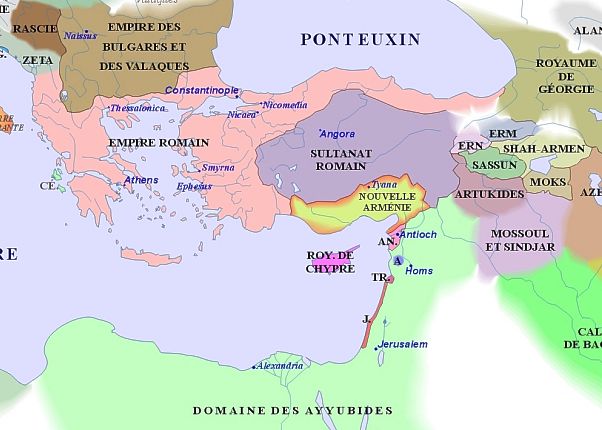 RASCIE
Naissus
ZETA
G.
EMPIRE DES
BULGARES ET
DES VALAQUES
PONT EUXIN
ALAN
ROYAUME
DE
GÉORGIE
Constantinople
Thessalonica
Nicomedia
Nicaea
EMPIRE ROMAIN
Angora
SULTANAT
ROMAIN
ERM
ERN
SHAH-ARMEN
SASSUN
MOKS
ARTUKIDES
AZE
Smyrna
Athens
Ephesus
CE.
Tyana
NOUVELLE
ARMÉNIE
MOSSOUL
ET SINDJAR
Antioch
AN.
ROY. DE
CHYPRE
A
Homs
TR.
RE
J.
Jerusalem
CAL
DE BAG
Alexandria
DOMAINE DES AYYUBIDES